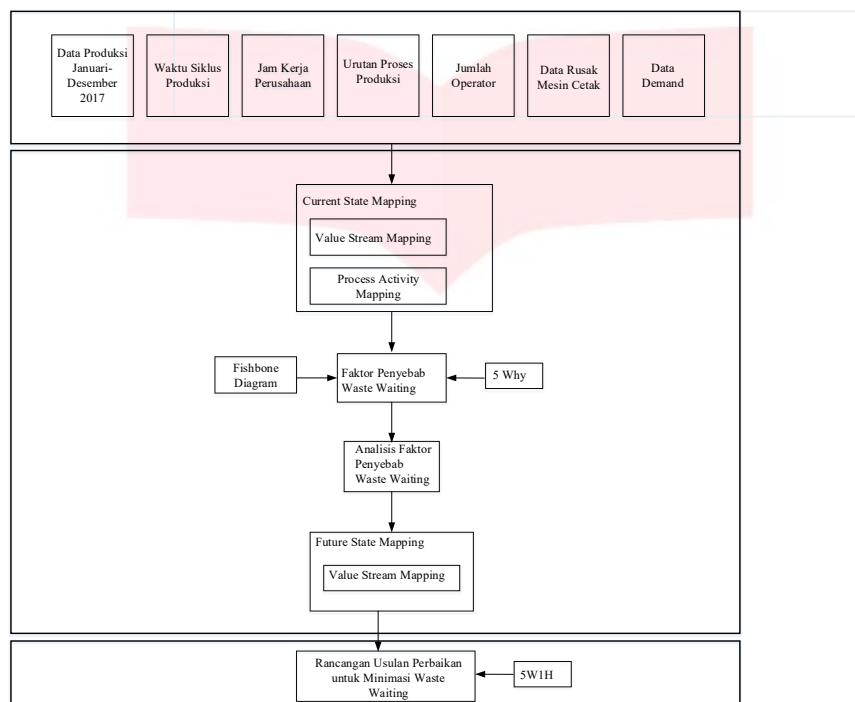 Data Produksi
Januari-
Desember
2017
Waktu Siklus
Produksi
Jam Kerja
Perusahaan
Urutan Proses
Produksi
Jumlah
Operator
Data Rusak
Mesin Cetak
Data
Demand
Current State Mapping
Value Stream Mapping
Process Activity
Mapping
Fishbone
Diagram
Faktor Penyebab
Waste Waiting
5 Why
Analisis Faktor
Penyebab
Waste Waiting
Future State Mapping
Value Stream Mapping
Rancangan Usulan Perbaikan
untuk Minimasi Waste
Waiting
5W1H